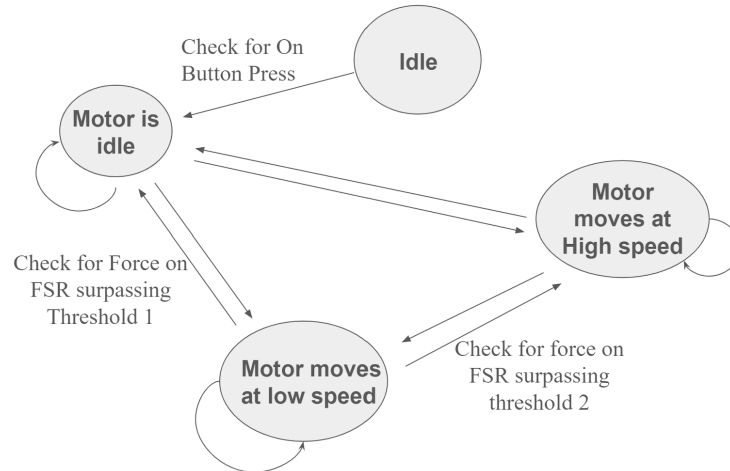 Check for On
Button Press
Idle
Motor is
idle
Motor
moves at
High speed
Check for Force on
FSR surpassing
Threshold 1
Motor moves
at low speed
Check for force on
FSR surpassing
threshold 2